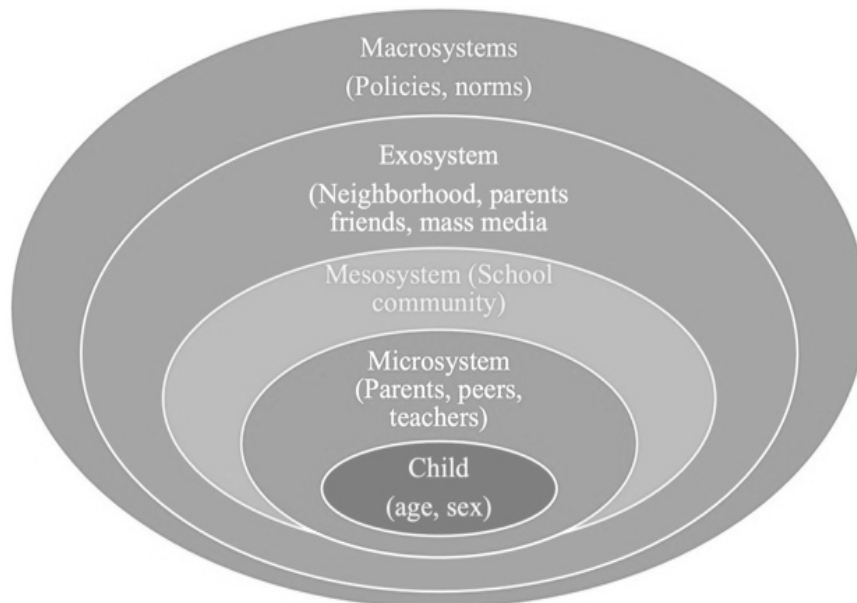 Macrosystems
(Policies, norms)
Exosystem
(Neighborhood, parents
friends, mass media
Mesosystem (School
community)
Microsystem
(Parents, peers,
teachers)
Child
(age, sex)